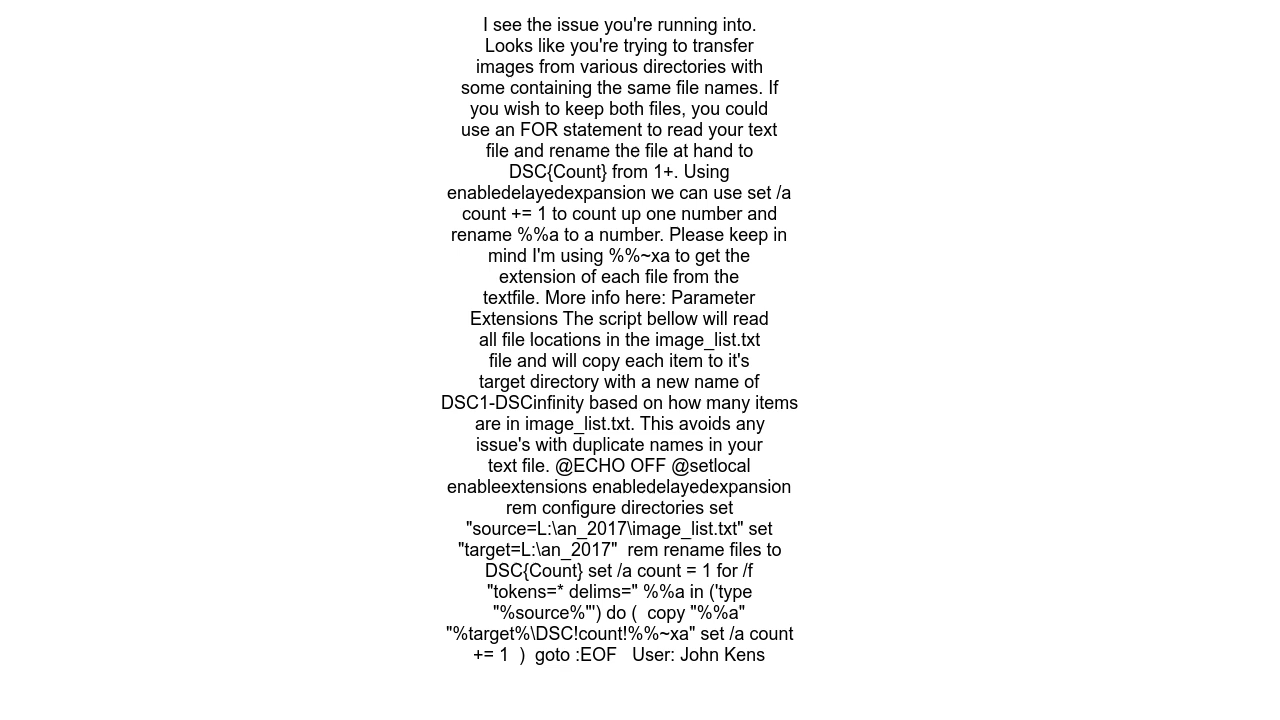 I see the issue you're running into.
Looks like you're trying to transfer
images from various directories with
some containing the same file names. If
you wish to keep both files, you could
use an FOR statement to read your text
file and rename the file at hand to
DSC{Count} from 1+. Using
enabledelayedexpansion we can use set /a
count += 1 to count up one number and
rename %%a to a number. Please keep in
mind I'm using %%~xa to get the
extension of each file from the
textfile. More info here: Parameter
Extensions The script bellow will read
all file locations in the image_list.txt
file and will copy each item to it's
target directory with a new name of
DSC1-DSCinfinity based on how many items
are in image_list.txt. This avoids any
issue's with duplicate names in your
text file. @ECHO OFF @setlocal
enableextensions enabledelayedexpansion
rem configure directories set
"source=L:\an_2017\image_list.txt" set
"target=L:\an_2017"  rem rename files to
DSC{Count} set /a count = 1 for /f
"tokens=* delims=" %%a in ('type
"%source%"') do (  copy "%%a"
"%target%\DSC!count!%%~xa" set /a count
+= 1  )  goto :EOF   User: John Kens